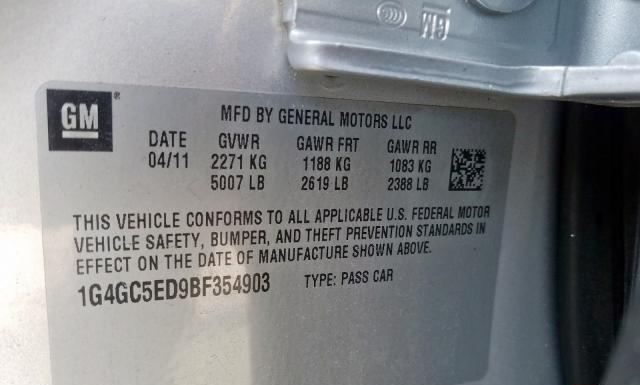 GM
GM ®
MFD BY GENERAL MOTORS LLC
DATE GVWR GAWR FRT GAWR RR
04/11 2271 KG 1188 KG 1083 KG
5007 LB 2619 LB 2388 LB
THIS VEHICLE CONFORMS TO ALL APPLICABLE U.S. FEDERAL MOTOR
VEHICLE SAFETY, BUMPER, AND THEFT PREVENTION STANDARDS IN
EFFECT ON THE DATE OF MANUFACTURE SHOWN ABOVE.
1G4GC5ED9BF354903 TYPE: PASS CAR